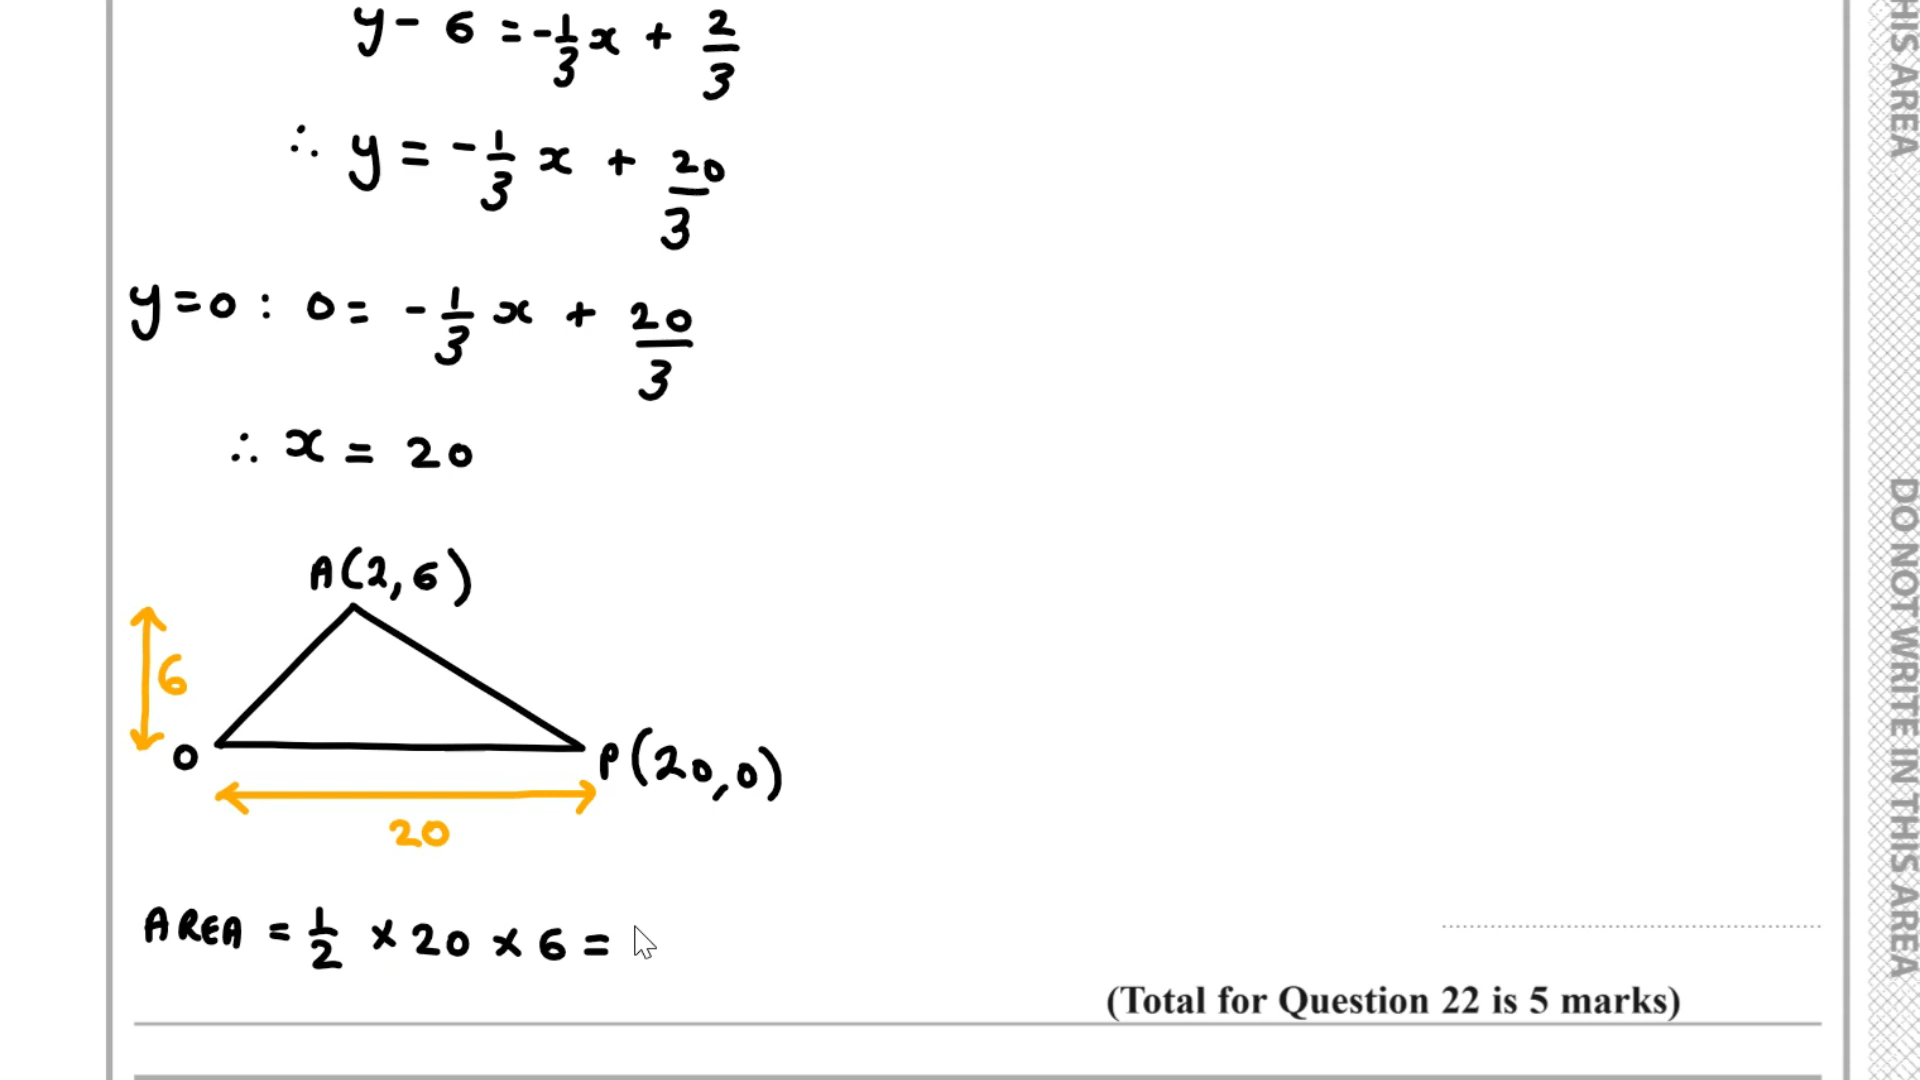 y - 6 = -1/3 x + 2/3
∴ y = -1/3 x + 20/3
y=0 : 0 = -1/3 x + 20/3
∴ x = 20
A(2,6)
6
O
P(20,0)
20
AREA = 1/2 × 20 × 6 =
(Total for Question 22 is 5 marks)
HIS AREA
DO NOT WRITE IN THIS AREA